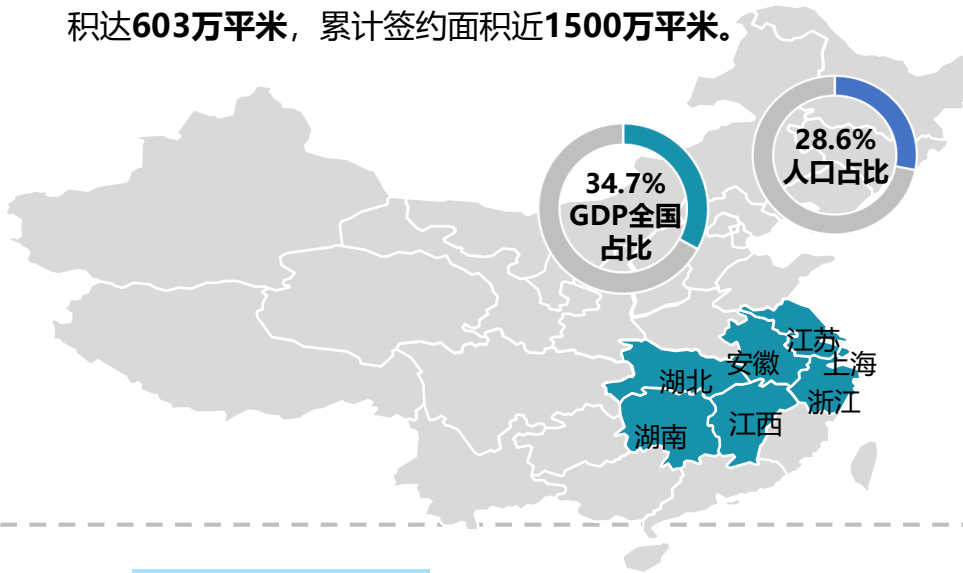 积达603万平米，累计签约面积近1500万平米。
28.6%
人口占比
34.7%
GDP全国
占比
江苏
安徽
上海
湖北
浙江
江西
湖南